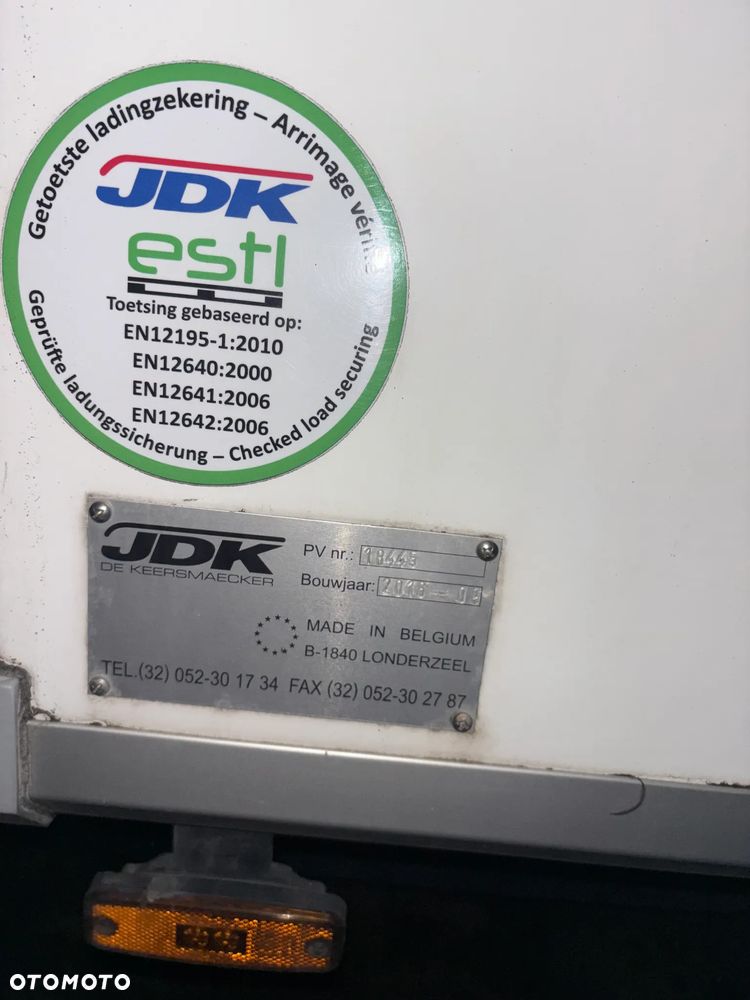 Getoetste ladingzekering – Arrimage vérifié
JDK
estl
Toetsing gebaseerd op:
EN12195-1:2010
EN12640:2000
EN12641:2006
EN12642:2006
Geprüfte ladungssicherung – Checked load securing
JDK
DE KEERSMAECKER
PV nr.:
Bouwjaar:
MADE IN BELGIUM
B-1840 LONDERZEEL
TEL.(32) 052-30 17 34 FAX (32) 052-30 27 87
OTOMOTO